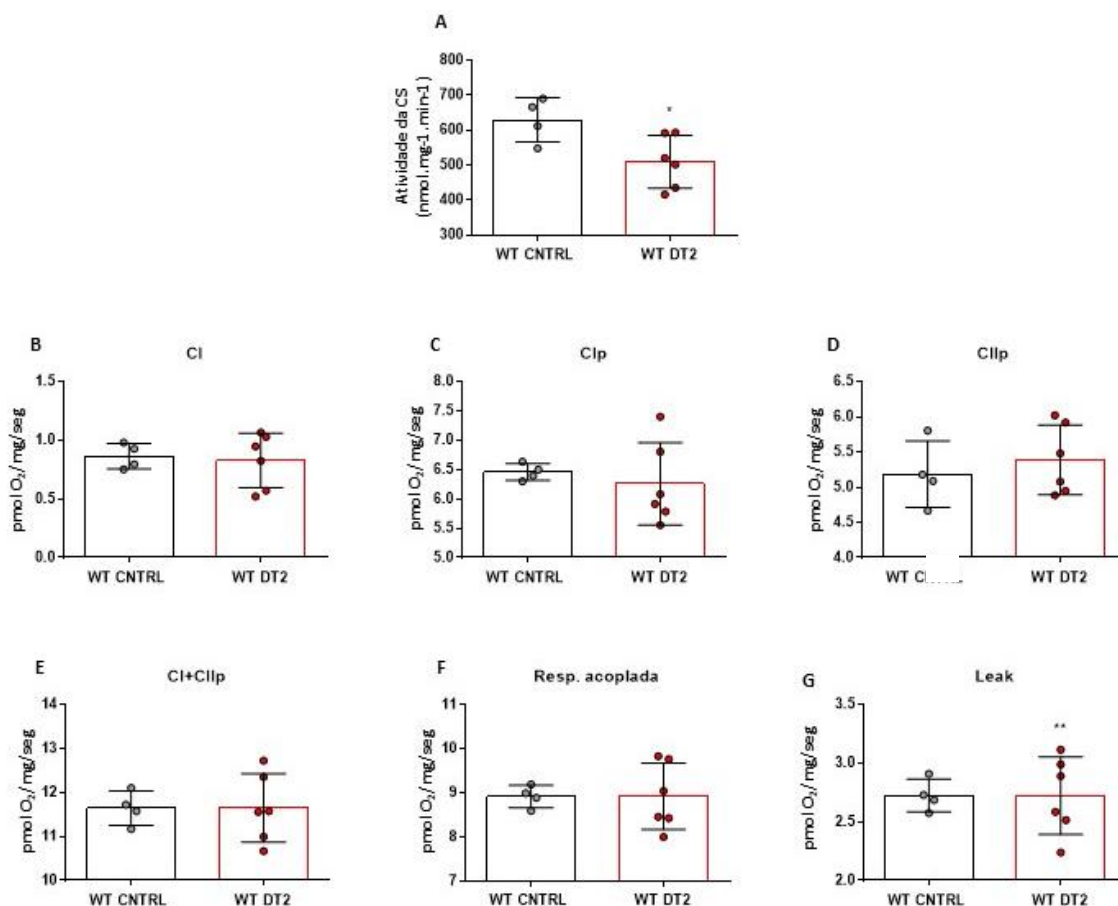 A
Atividade da CS
(nmol.mg-1.min-1)
800
700
600
500
400
300
*
WT CNTRL
WT DT2
B
CI
pmol O₂/ mg/seg
1.5
1.0
0.5
0.0
WT CNTRL
WT DT2
C
CIp
pmol O₂/ mg/seg
8.0
7.5
7.0
6.5
6.0
5.5
5.0
WT CNTRL
WT DT2
D
CIIp
pmol O₂/ mg/seg
6.5
6.0
5.5
5.0
4.5
4.0
WT
WT DT2
E
CI+CIIp
pmol O₂/ mg/seg
14
13
12
11
10
WT CNTRL
WT DT2
F
Resp. acoplada
pmol O₂/ mg/seg
11
10
9
8
7
WT CNTRL
WT DT2
G
Leak
pmol O₂/ mg/seg
3.5
3.0
2.5
2.0
**
WT CNTRL
WT DT2